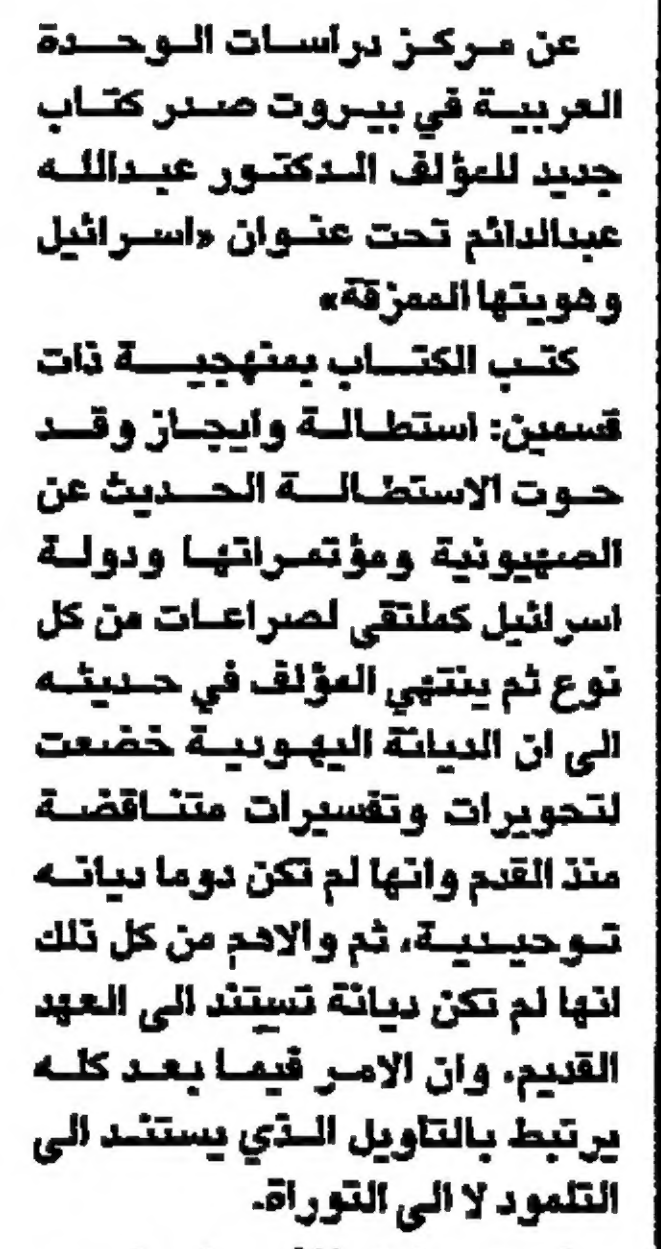 عن مركز دراسات الوحدة
العربية في بيروت صدر كتاب
جديد للمؤلف الدكتور عبدالله
عبدالدائم تحت عنوان «اسرائيل
وهويتها الممزقة»
كتب الكتاب بمنهجية ذات
قسمين: استطالة وايجاز وقد
حوت الاستطالة الحديث عن
الصهيونية ومؤتمراتها ودولة
اسرائيل كملتقى لصراعات من كل
نوع ثم ينتهي المؤلف في حديثه
الى ان الديانة اليهودية خضعت
لتحويرات وتفسيرات متناقضة
منذ القدم وانها لم تكن دوما ديانه
توحيدية، ثم والاهم من كل ذلك
انها لم تكن ديانة تستند الى العهد
القديم، وان الامر فيما بعد كله
يرتبط بالتأويل الذي يستند الى
التلمود لا الى التوراة.